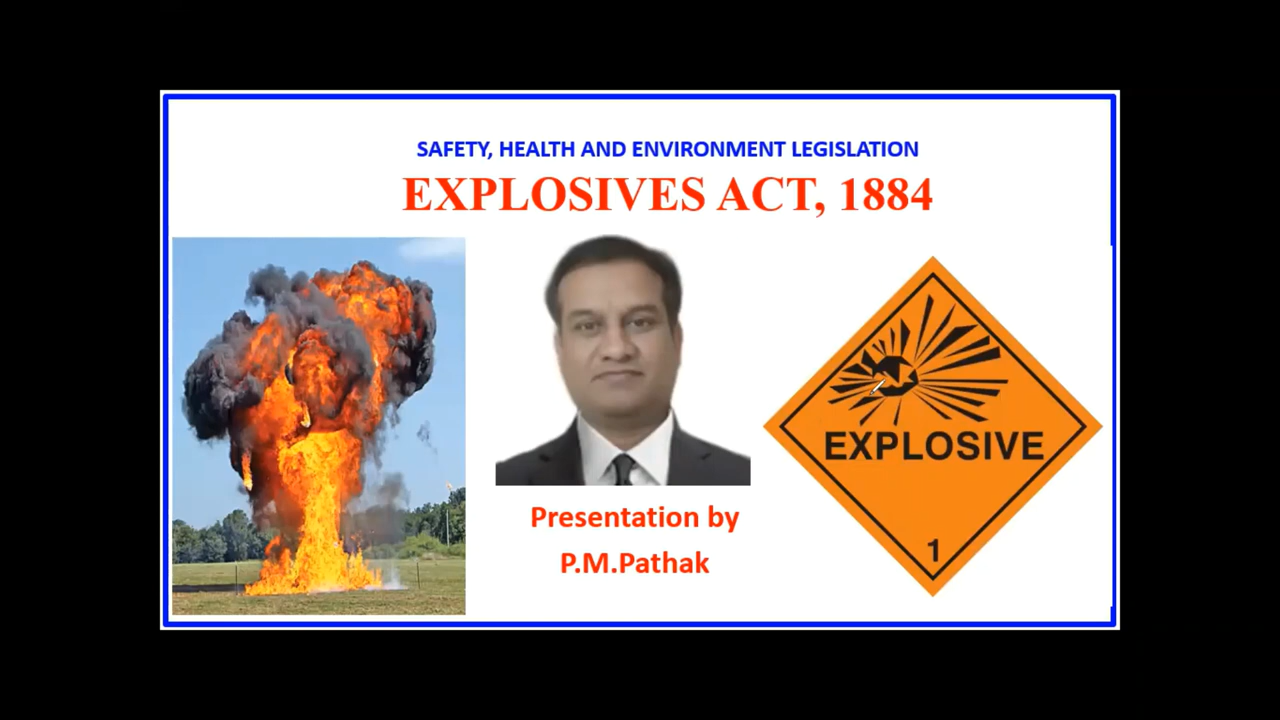 SAFETY, HEALTH AND ENVIRONMENT LEGISLATION
EXPLOSIVES ACT, 1884
Presentation by
P.M.Pathak
EXPLOSIVE
1